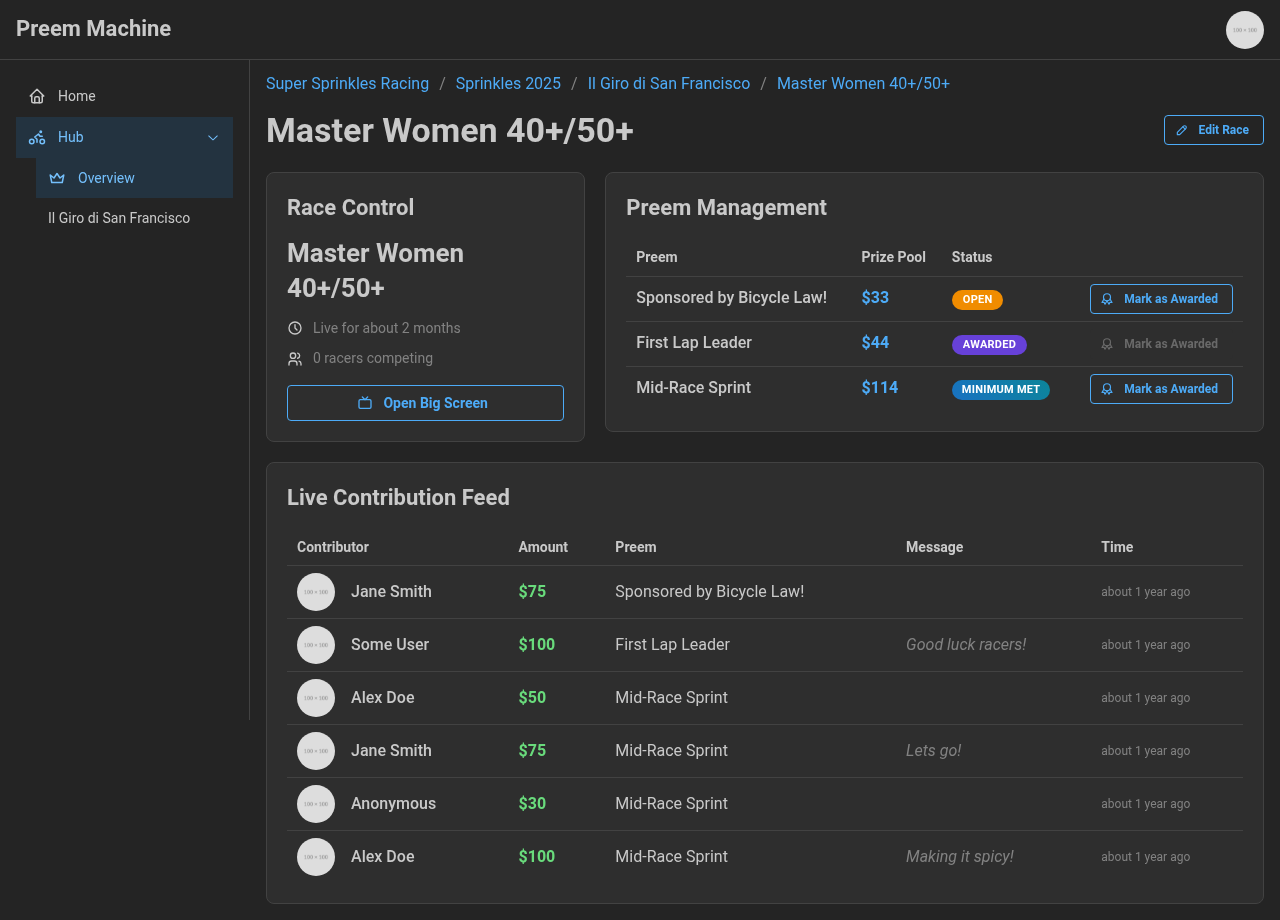 Preem Machine
100 × 100
Home
Hub
Overview
Il Giro di San Francisco
Super Sprinkles Racing / Sprinkles 2025 / Il Giro di San Francisco / Master Women 40+/50+
Master Women 40+/50+
Edit Race
Race Control
Master Women
40+/50+
Live for about 2 months
0 racers competing
Open Big Screen
Preem Management
Preem Prize Pool Status
Sponsored by Bicycle Law! $33 OPEN Mark as Awarded
First Lap Leader $44 AWARDED Mark as Awarded
Mid-Race Sprint $114 MINIMUM MET Mark as Awarded
Live Contribution Feed
Contributor Amount Preem Message Time
100 × 100 Jane Smith $75 Sponsored by Bicycle Law! about 1 year ago
100 × 100 Some User $100 First Lap Leader Good luck racers! about 1 year ago
100 × 100 Alex Doe $50 Mid-Race Sprint about 1 year ago
100 × 100 Jane Smith $75 Mid-Race Sprint Lets go! about 1 year ago
100 × 100 Anonymous $30 Mid-Race Sprint about 1 year ago
100 × 100 Alex Doe $100 Mid-Race Sprint Making it spicy! about 1 year ago